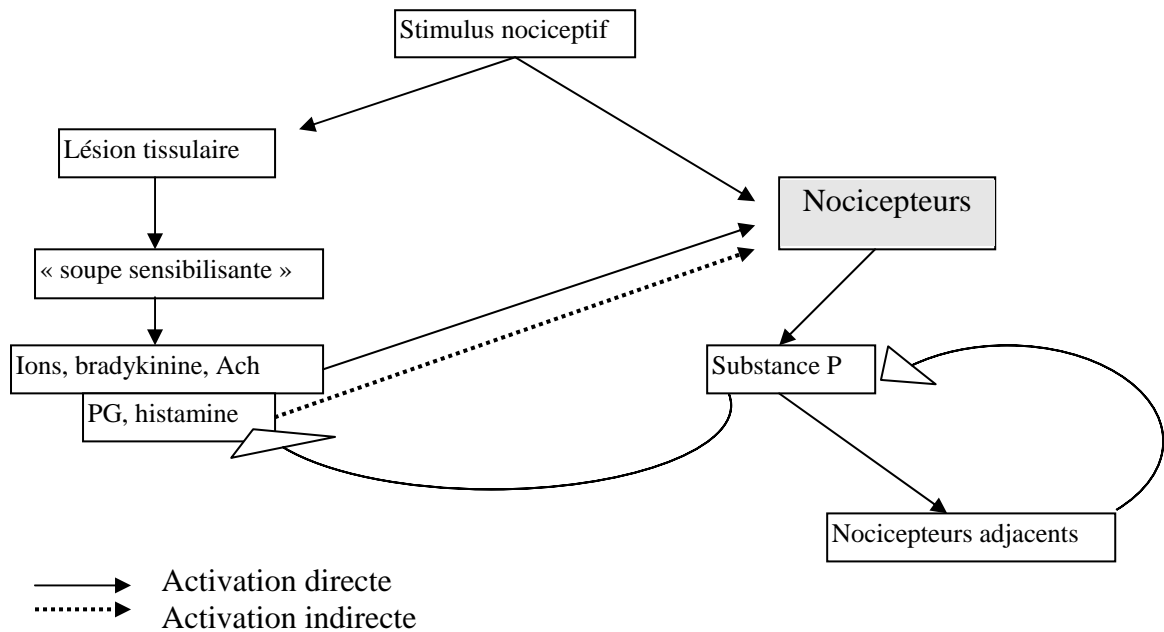 Stimulus nociceptif
Lésion tissulaire
Nocicepteurs
« soupe sensibilisante »
Ions, bradykinine, Ach
Substance P
PG, histamine
Nocicepteurs adjacents
Activation directe
Activation indirecte